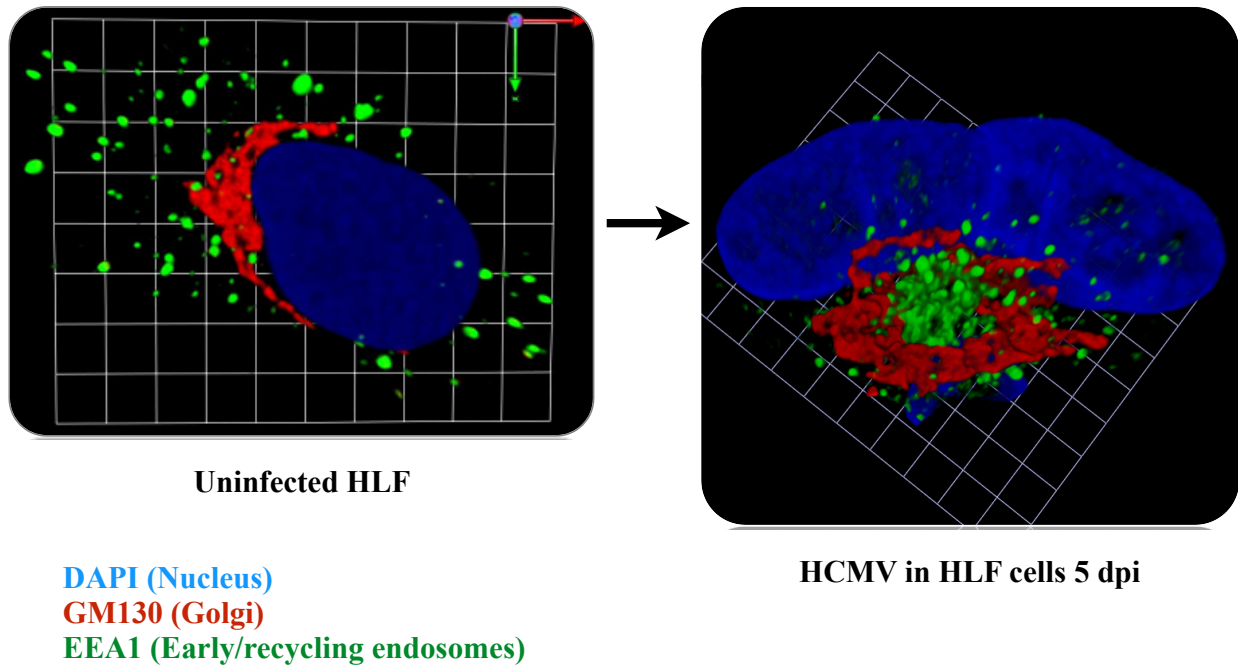 Uninfected HLF
HCMV in HLF cells 5 dpi
DAPI (Nucleus)
GM130 (Golgi)
EEA1 (Early/recycling endosomes)